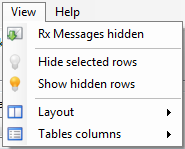 View Help
Rx Messages hidden
Hide selected rows
Show hidden rows
Layout
Tables columns